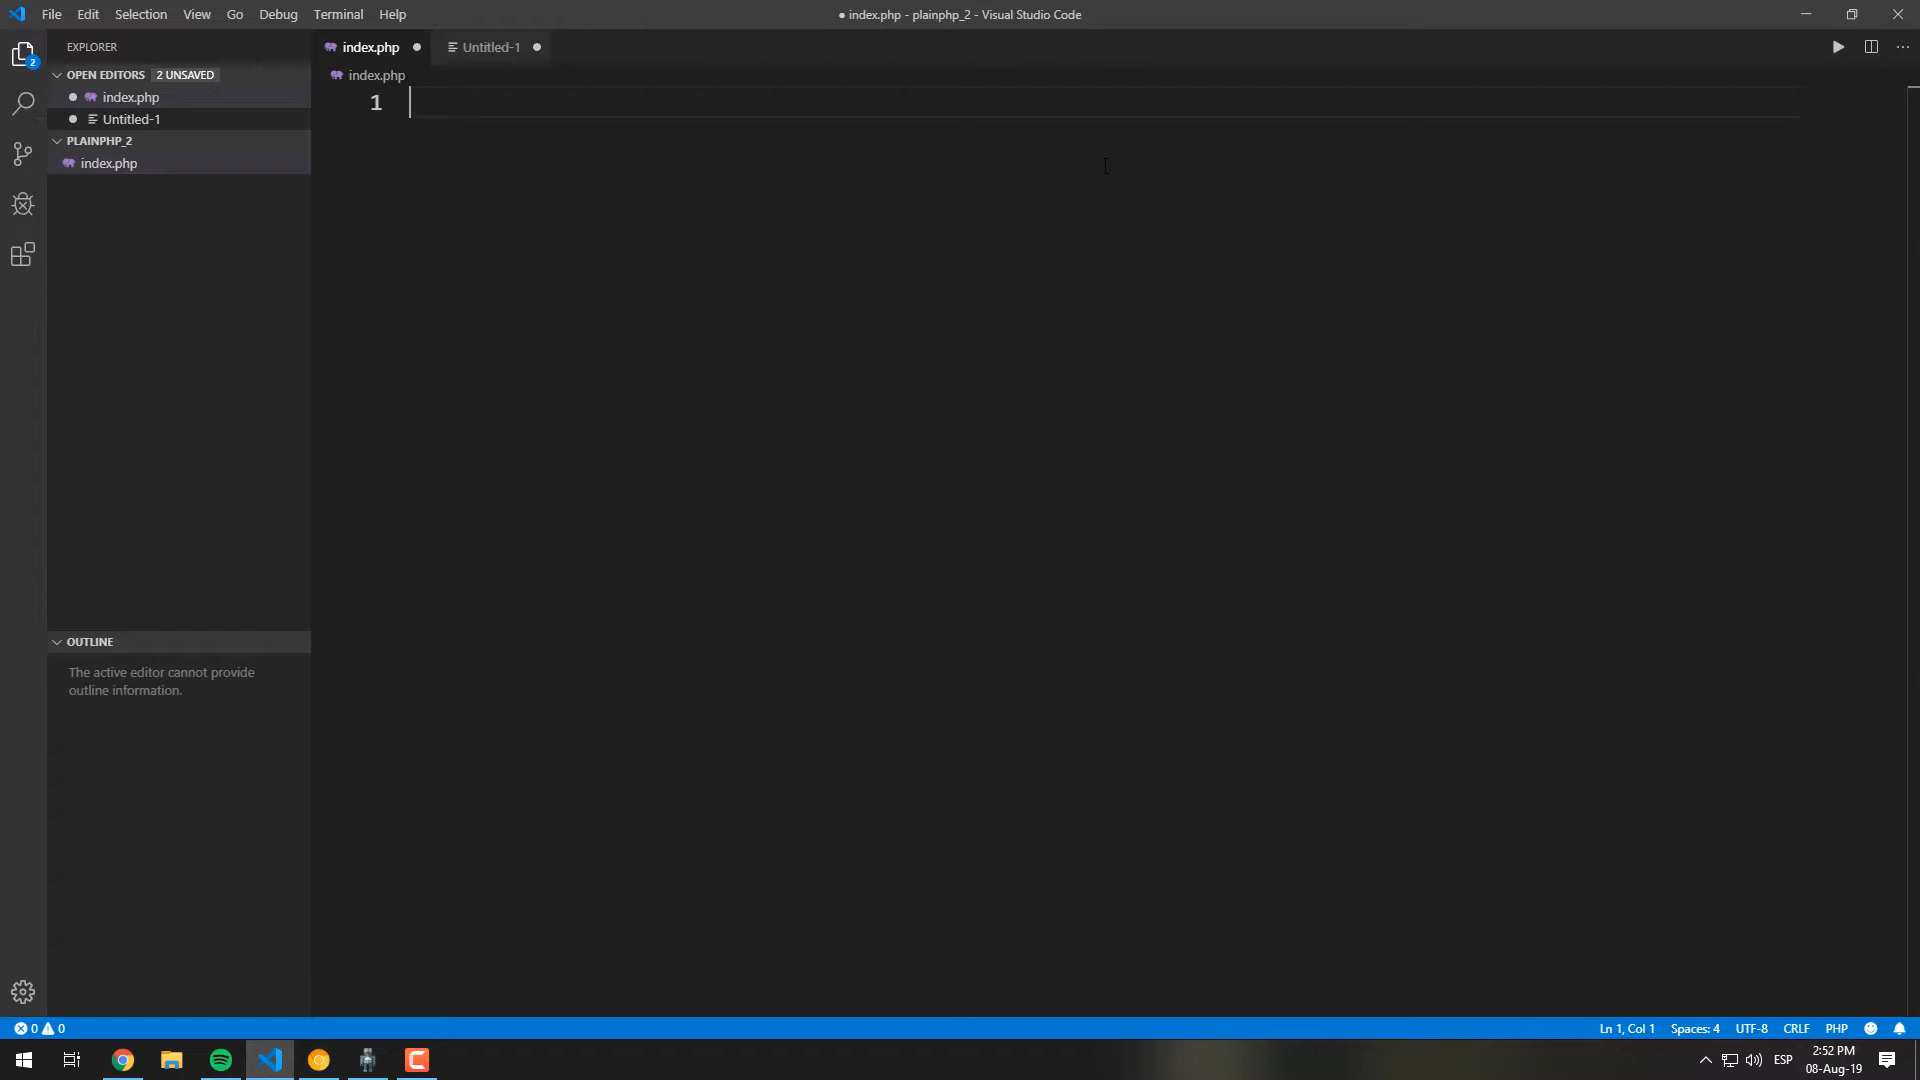 File Edit Selection View Go Debug Terminal Help
● index.php - plainphp_2 - Visual Studio Code
EXPLORER
index.php
Untitled-1
2
OPEN EDITORS 2 UNSAVED
index.php
index.php
1
Untitled-1
PLAINPHP_2
index.php
OUTLINE
The active editor cannot provide
outline information.
0 0
Ln 1, Col 1 Spaces: 4 UTF-8 CRLF PHP
ESP
2:52 PM
08-Aug-19